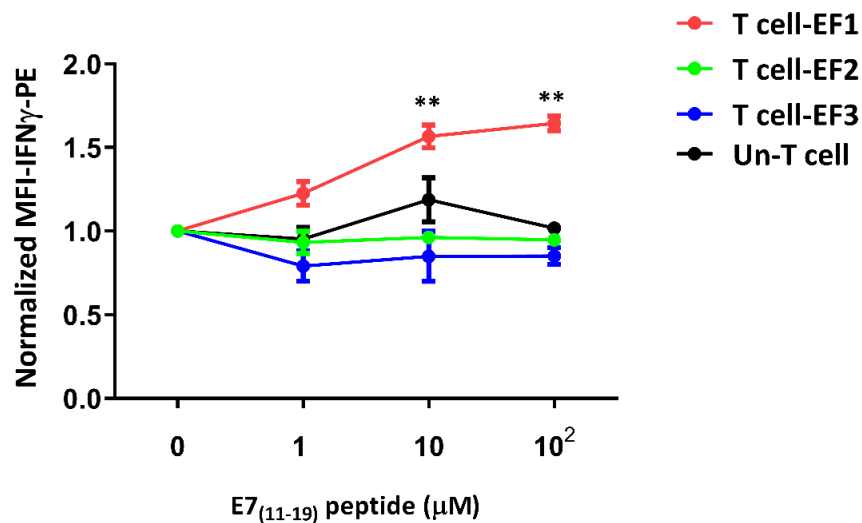 T cell-EF1
T cell-EF2
T cell-EF3
Un-T cell
Normalized MFI-IFNγ-PE
2.0
1.5
1.0
0.5
0.0
** **
0 1 10 10²
E7(11-19) peptide (μM)